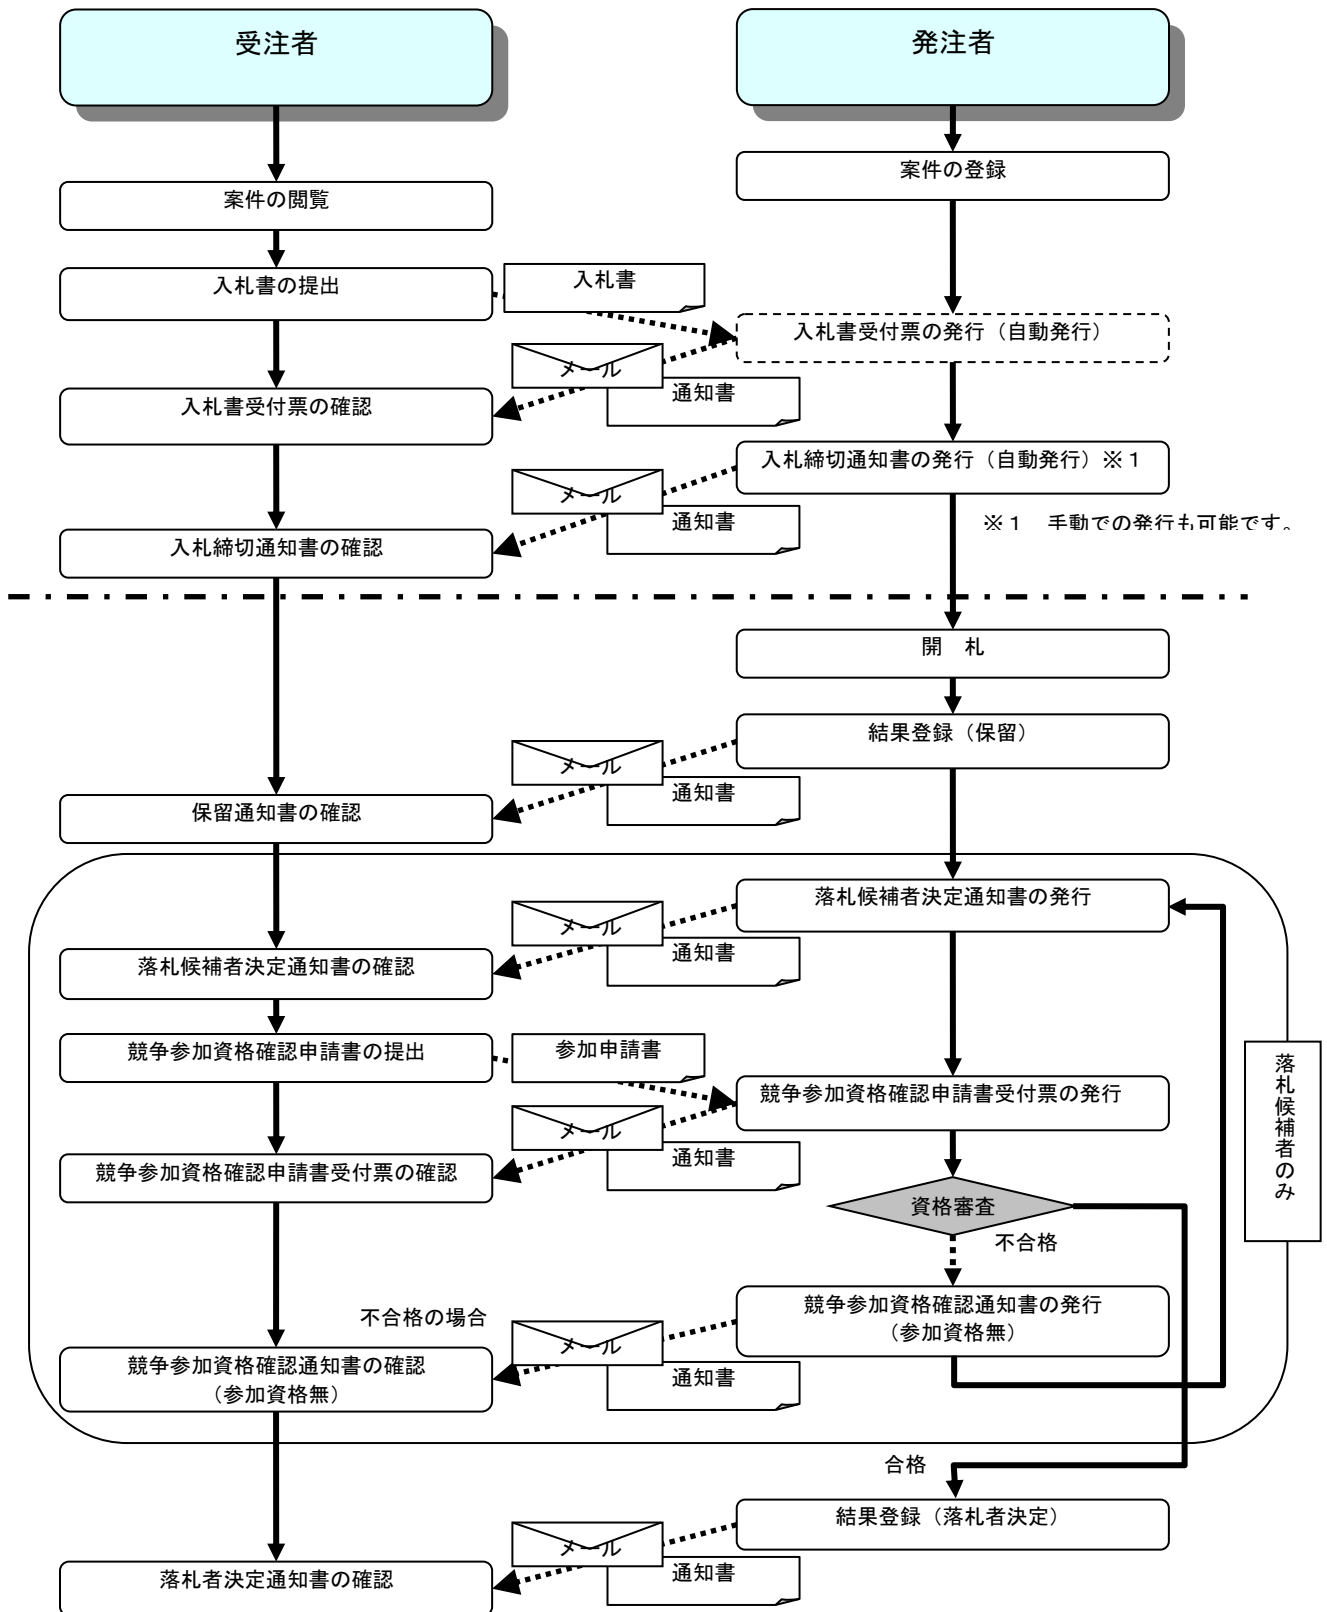 受注者
発注者
案件の登録
案件の閲覧
入札書の提出
入札書
入札書受付票の発行（自動発行）
メール
通知書
入札書受付票の確認
入札締切通知書の発行（自動発行）※１
メール
通知書
※１　手動での発行も可能です。
入札締切通知書の確認
開　札
結果登録（保留）
メール
通知書
保留通知書の確認
落札候補者決定通知書の発行
メール
通知書
落札候補者決定通知書の確認
競争参加資格確認申請書の提出
参加申請書
競争参加資格確認申請書受付票の発行
メール
通知書
競争参加資格確認申請書受付票の確認
落札候補者のみ
資格審査
不合格
競争参加資格確認通知書の発行
（参加資格無）
不合格の場合
メール
通知書
競争参加資格確認通知書の確認
（参加資格無）
合格
結果登録（落札者決定）
メール
通知書
落札者決定通知書の確認